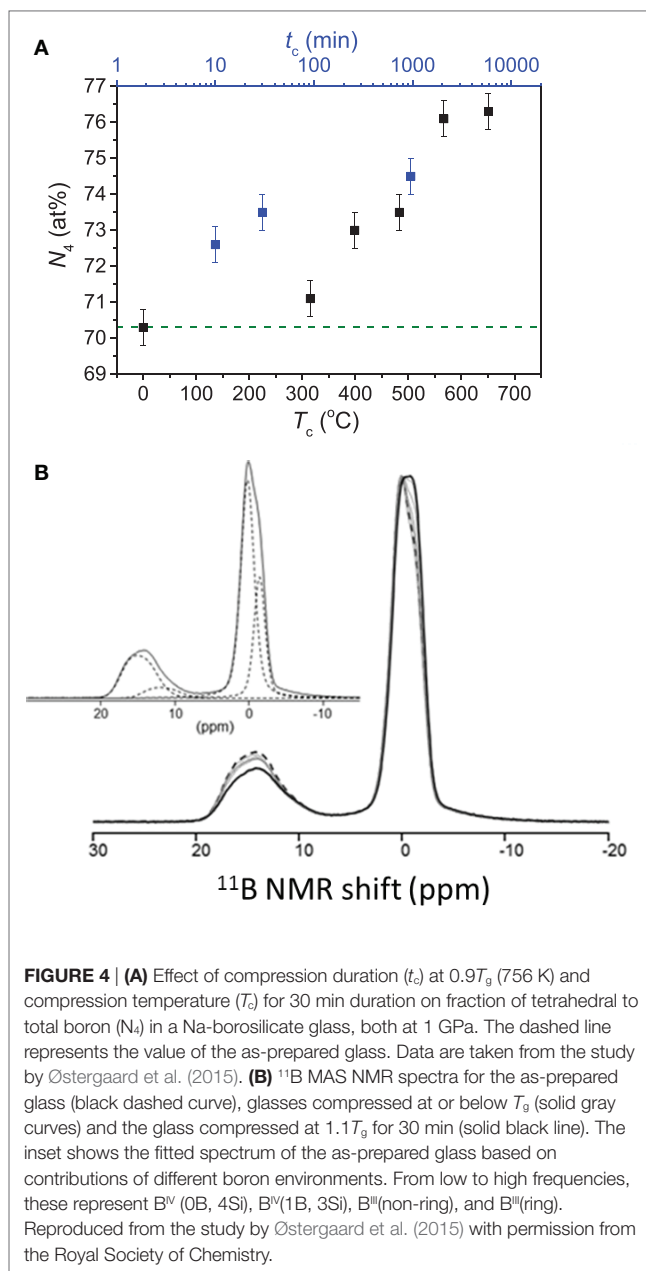 A
t_c (min)
1 10 100 1000 10000
77
76
75
74
73
72
71
70
69
N₄ (at%)
0 100 200 300 400 500 600 700
T_c (°C)
B
20 10 0 -10
(ppm)
30 20 10 0 -10 -20
¹¹B NMR shift (ppm)
FIGURE 4 | (A) Effect of compression duration (t_c) at 0.9T_g (756 K) and
compression temperature (T_c) for 30 min duration on fraction of tetrahedral to
total boron (N₄) in a Na-borosilicate glass, both at 1 GPa. The dashed line
represents the value of the as-prepared glass. Data are taken from the study
by Østergaard et al. (2015). (B) ¹¹B MAS NMR spectra for the as-prepared
glass (black dashed curve), glasses compressed at or below T_g (solid gray
curves) and the glass compressed at 1.1T_g for 30 min (solid black line). The
inset shows the fitted spectrum of the as-prepared glass based on
contributions of different boron environments. From low to high frequencies,
these represent Bᴵⱽ (0B, 4Si), Bᴵⱽ(1B, 3Si), Bᴵᴵᴵ(non-ring), and Bᴵᴵᴵ(ring).
Reproduced from the study by Østergaard et al. (2015) with permission from
the Royal Society of Chemistry.